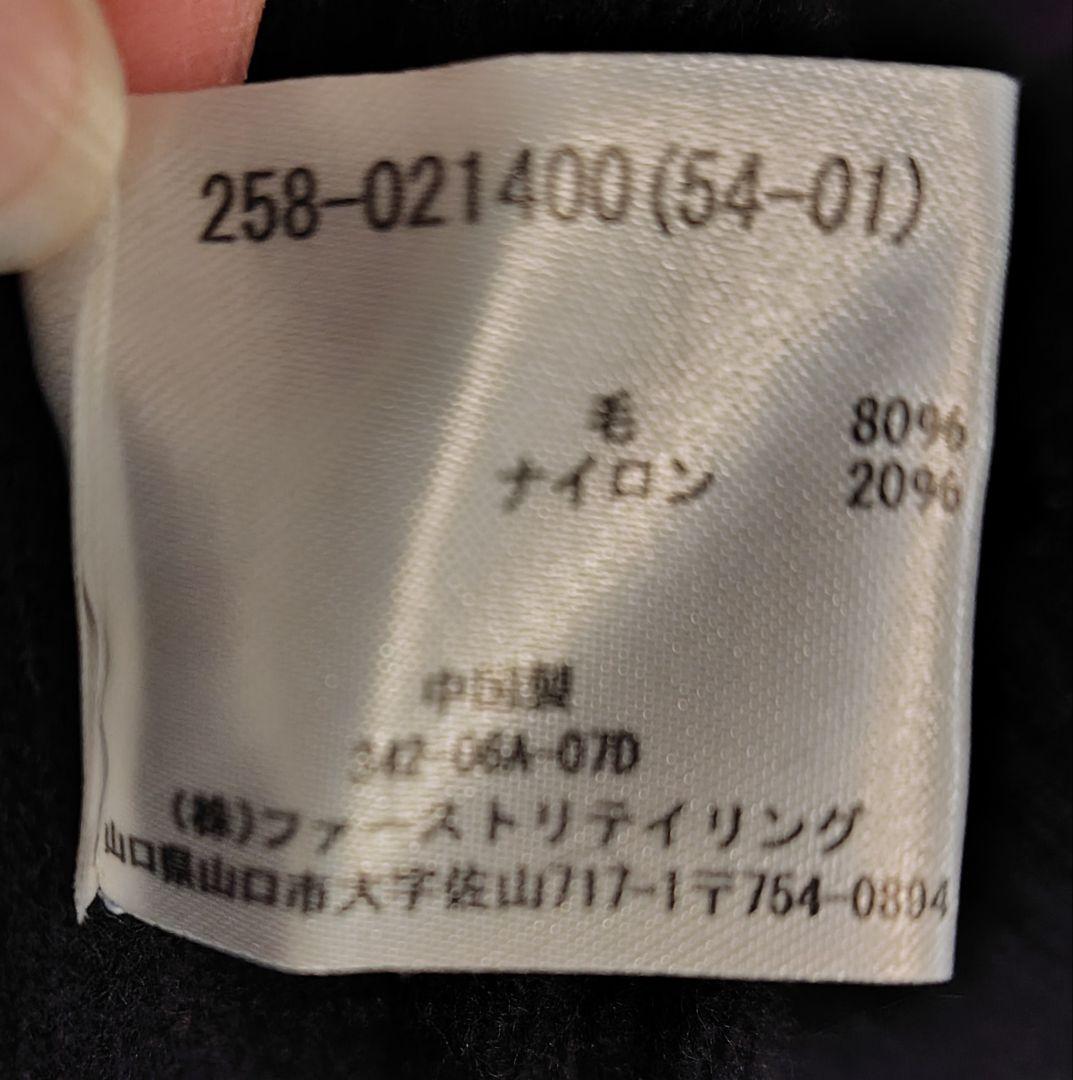 258-021400(54-01)
毛 80%
ナイロン 20%
中国製
342-06A-07D
(株)ファーストリテイリング
山口県山口市大字佐山717-1〒754-0894